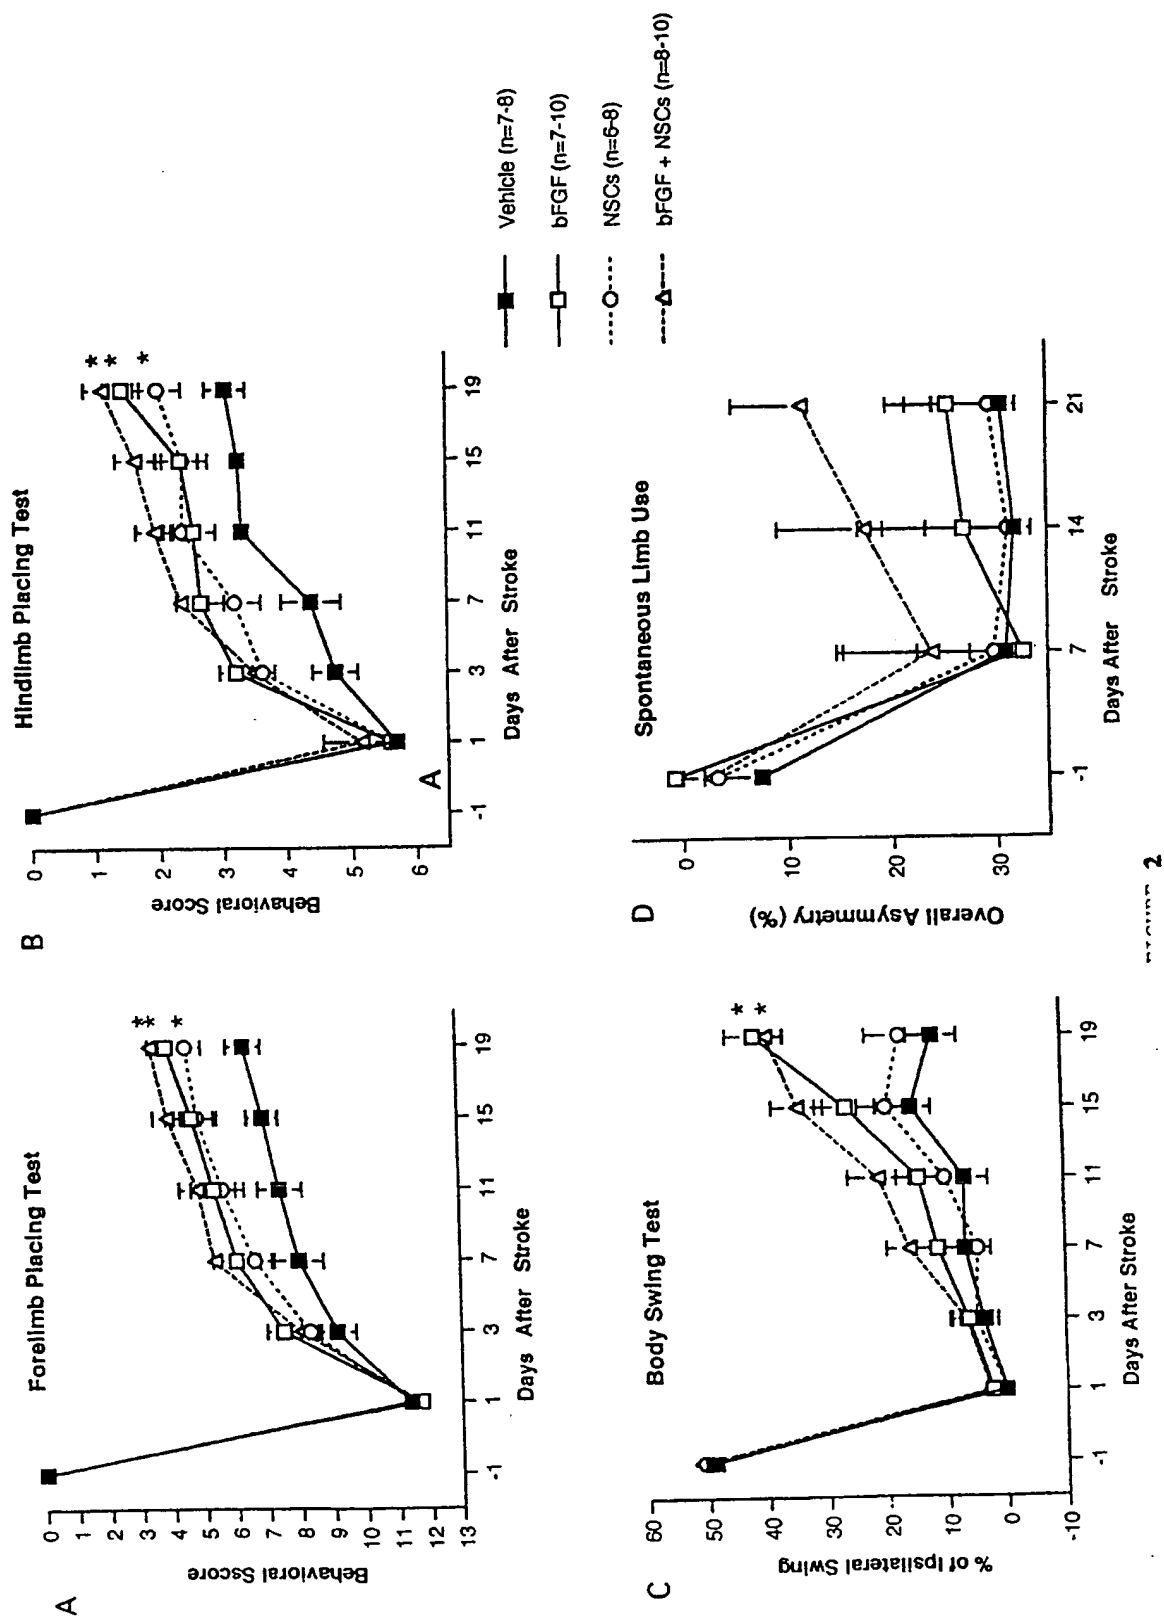 A
Forelimb Placing Test
Behavioral Sscore
0
1
2
3
4
5
6
7
8
9
10
11
12
13
-1
1
3
7
11
15
19
Days After Stroke
* * *
B
Hindlimb Placing Test
Behavioral Score
0
1
2
3
4
5
6
A
-1
1
3
7
11
15
19
Days After Stroke
* * *
Vehicle (n=7-8)
bFGF (n=7-10)
NSCs (n=6-8)
bFGF + NSCs (n=8-10)
C
Body Swing Test
% of Ipsilateral Swing
60
50
40
30
20
10
0
-10
-1
1
3
7
11
15
19
Days After Stroke
* *
D
Spontaneous Limb Use
Overall Asymmetry (%)
0
10
20
30
-1
7
14
21
Days After Stroke
2